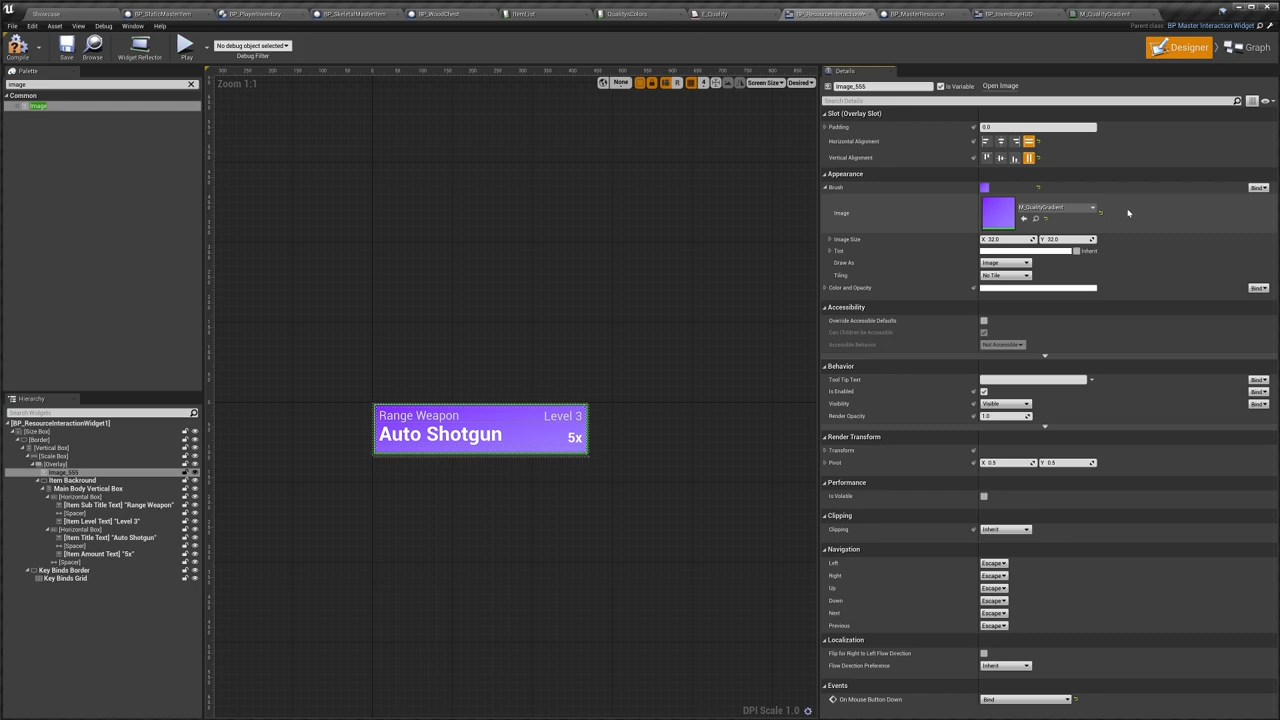 BP_StaticMasterItem
BP_PlayerInventory
BP_SkeletalMasterItem
BP_WoodChest
ItemList
QualitysColors
E_Quality
BP_ResourceInteraction
BP_MasterResource
BP_InventoryHUD
M_QualityGradient
File Edit Asset View Debug Window Help
Parent class: BP Master Interaction Widget
Compile
Save
Browse
Widget Reflector
Play
No debug object selected
Debug Filter
Designer
Graph
Palette
image
Common
Image
Zoom 1:1
None
R
4
Screen Size
Desired
Range Weapon
Level 3
Auto Shotgun
5x
DPI Scale 1.0
Hierarchy
Search Widgets
[BP_ResourceInteractionWidget1]
[Size Box]
[Border]
[Vertical Box]
[Scale Box]
[Overlay]
Image_555
Item Backround
Main Body Vertical Box
[Horizontal Box]
[Item Sub Title Text] "Range Weapon"
[Spacer]
[Item Level Text] "Level 3"
[Horizontal Box]
[Item Title Text] "Auto Shotgun"
[Spacer]
[Item Amount Text] "5x"
[Spacer]
Key Binds Border
Key Binds Grid
Details
Image_555
Is Variable
Open Image
Search Details
Slot (Overlay Slot)
Padding 0.0
Horizontal Alignment
Vertical Alignment
Appearance
Brush Bind
Image M_QualityGradient
Image Size X 32.0 Y 32.0
Tint Inherit
Draw As Image
Tiling No Tile
Color and Opacity Bind
Accessibility
Override Accessible Defaults
Can Children be Accessible
Accessible Behavior Not Accessible
Behavior
Tool Tip Text Bind
Is Enabled Bind
Visibility Visible Bind
Render Opacity 1.0
Render Transform
Transform
Pivot X 0.5 Y 0.5
Performance
Is Volatile
Clipping
Clipping Inherit
Navigation
Left Escape
Right Escape
Up Escape
Down Escape
Next Escape
Previous Escape
Localization
Flip for Right to Left Flow Direction
Flow Direction Preference Inherit
Events
On Mouse Button Down Bind